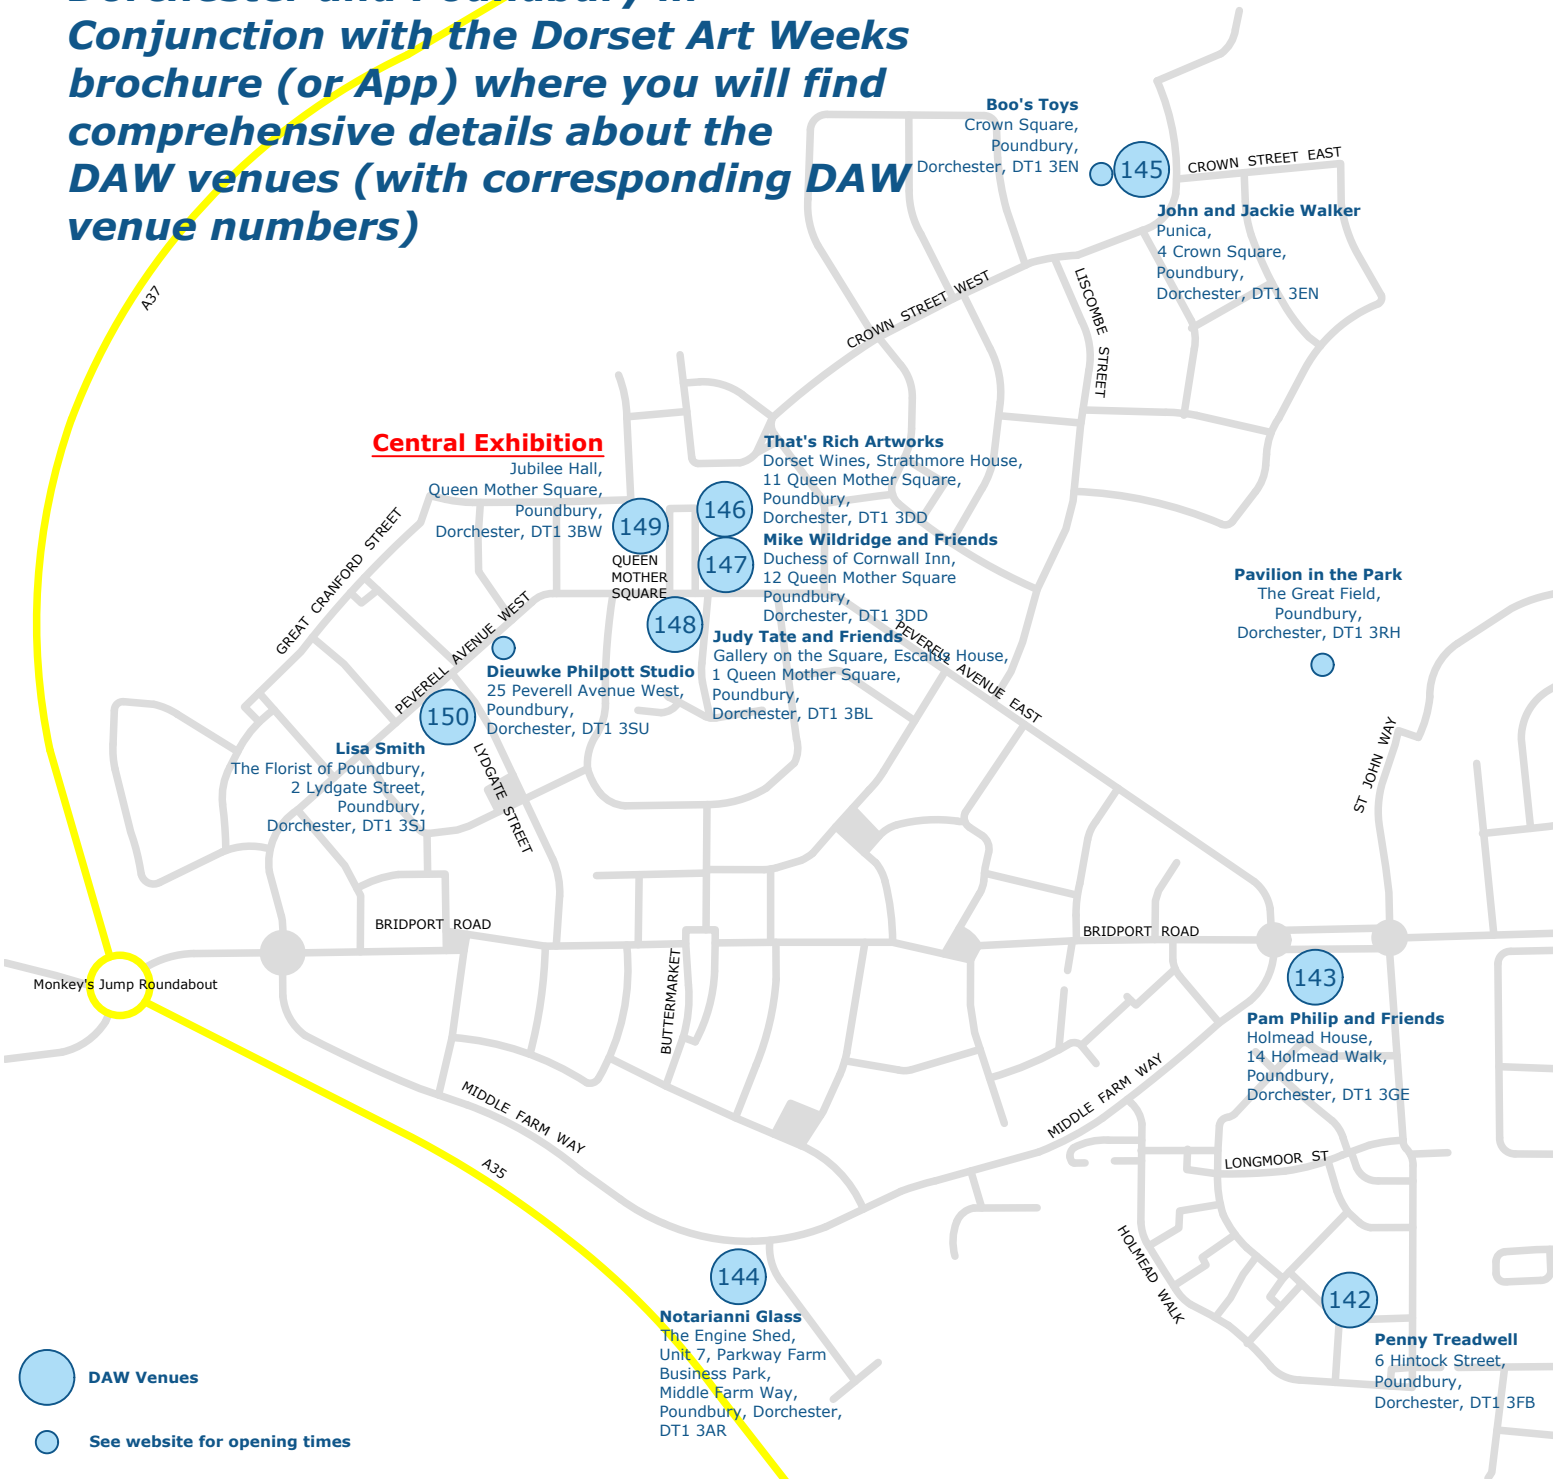 Conjunction with the Dorset Art Weeks
brochure (or App) where you will find
comprehensive details about the
DAW venues (with corresponding DAW
venue numbers)
Boo's Toys
Crown Square,
Poundbury,
Dorchester, DT1 3EN
145
CROWN STREET EAST
John and Jackie Walker
Punica,
4 Crown Square,
Poundbury,
Dorchester, DT1 3EN
A37
CROWN STREET WEST
LISCOMBE STREET
Central Exhibition
Jubilee Hall,
Queen Mother Square,
Poundbury,
Dorchester, DT1 3BW
149
QUEEN
MOTHER
SQUARE
That's Rich Artworks
Dorset Wines, Strathmore House,
11 Queen Mother Square,
Poundbury,
Dorchester, DT1 3DD
146
Mike Wildridge and Friends
Duchess of Cornwall Inn,
12 Queen Mother Square
Poundbury,
Dorchester, DT1 3DD
147
148
Judy Tate and Friends
Gallery on the Square, Escalus House,
1 Queen Mother Square,
Poundbury,
Dorchester, DT1 3BL
GREAT CRANFORD STREET
PEVERELL AVENUE WEST
PEVERELL AVENUE EAST
Pavilion in the Park
The Great Field,
Poundbury,
Dorchester, DT1 3RH
Dieuwke Philpott Studio
25 Peverell Avenue West,
Poundbury,
Dorchester, DT1 3SU
150
Lisa Smith
The Florist of Poundbury,
2 Lydgate Street,
Poundbury,
Dorchester, DT1 3SJ
LYDGATE STREET
ST JOHN WAY
BRIDPORT ROAD
BRIDPORT ROAD
Monkey's Jump Roundabout
BUTTERMARKET
143
Pam Philip and Friends
Holmead House,
14 Holmead Walk,
Poundbury,
Dorchester, DT1 3GE
MIDDLE FARM WAY
MIDDLE FARM WAY
A35
LONGMOOR ST
HOLMEAD WALK
144
Notarianni Glass
The Engine Shed,
Unit 7, Parkway Farm
Business Park,
Middle Farm Way,
Poundbury, Dorchester,
DT1 3AR
142
Penny Treadwell
6 Hintock Street,
Poundbury,
Dorchester, DT1 3FB
DAW Venues
See website for opening times